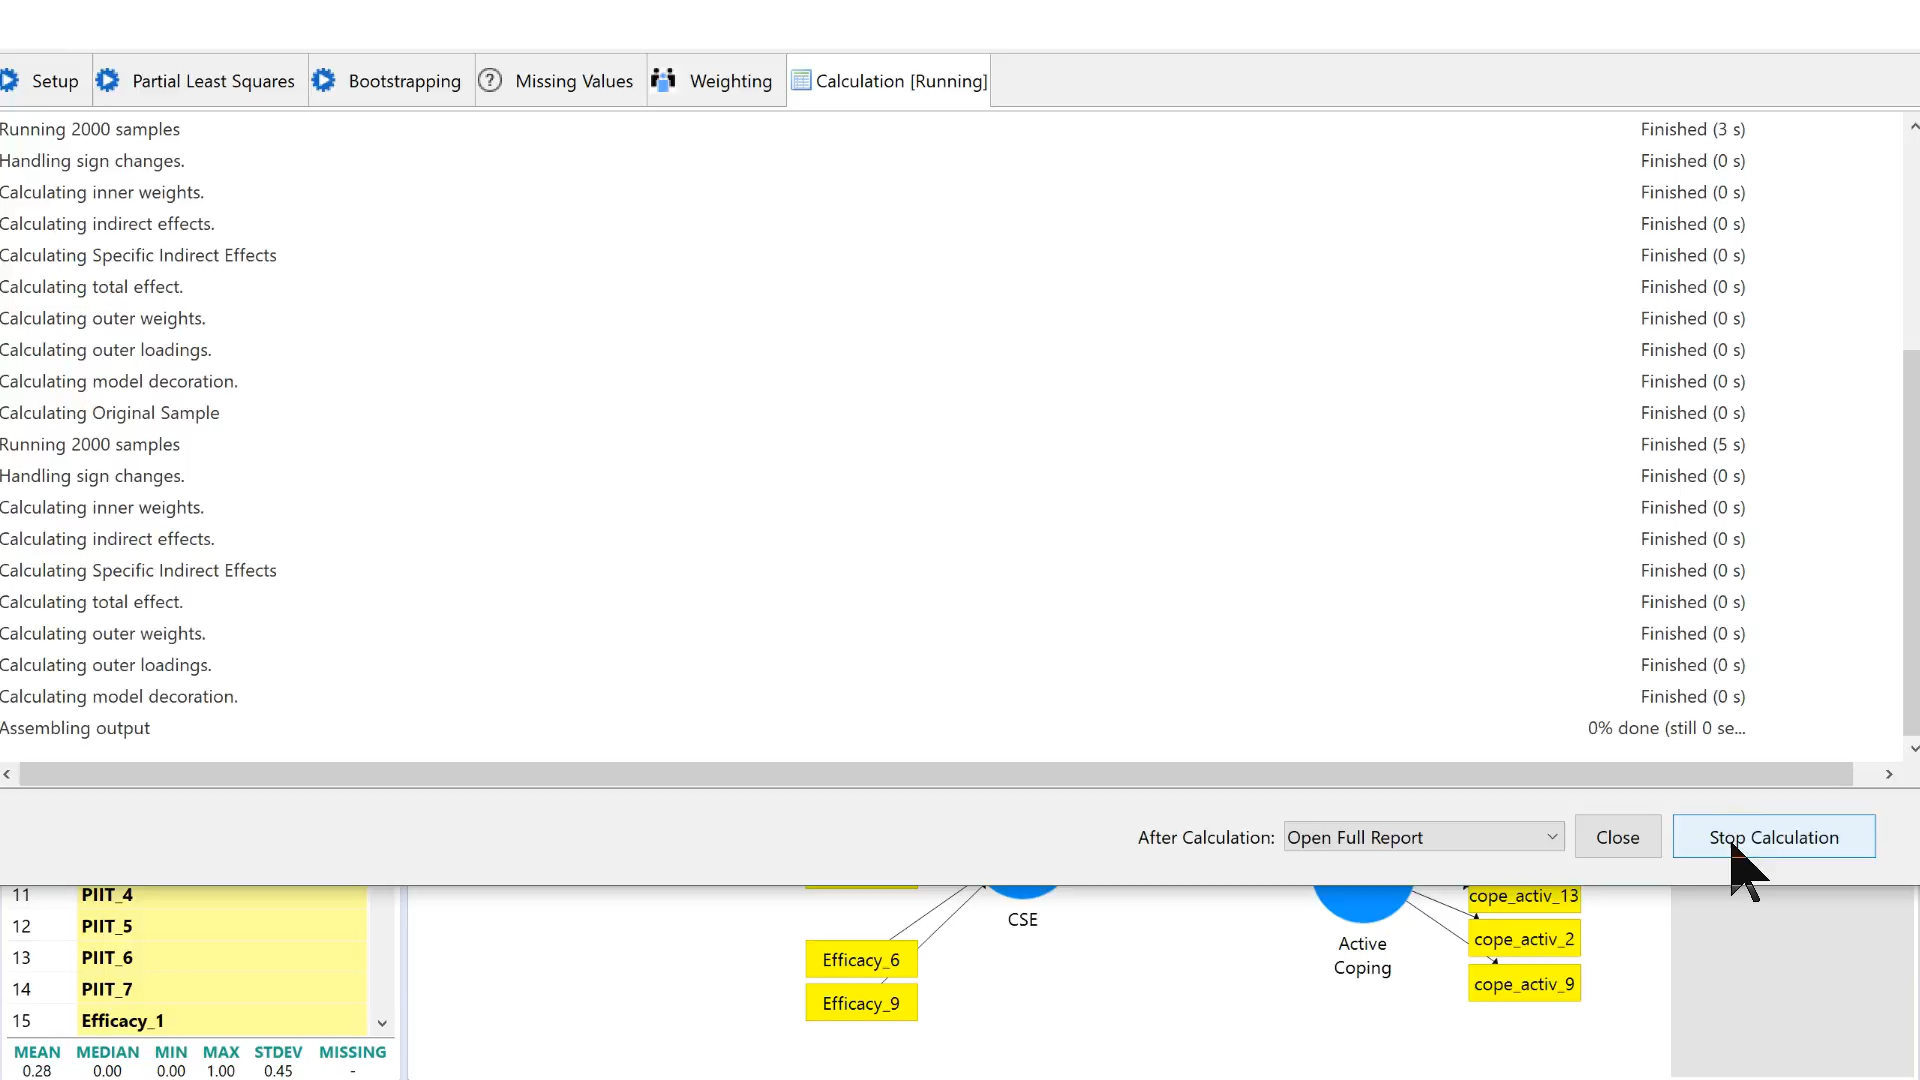 Setup Partial Least Squares Bootstrapping Missing Values Weighting Calculation [Running]
Running 2000 samples Finished (3 s)
Handling sign changes. Finished (0 s)
Calculating inner weights. Finished (0 s)
Calculating indirect effects. Finished (0 s)
Calculating Specific Indirect Effects Finished (0 s)
Calculating total effect. Finished (0 s)
Calculating outer weights. Finished (0 s)
Calculating outer loadings. Finished (0 s)
Calculating model decoration. Finished (0 s)
Calculating Original Sample Finished (0 s)
Running 2000 samples Finished (5 s)
Handling sign changes. Finished (0 s)
Calculating inner weights. Finished (0 s)
Calculating indirect effects. Finished (0 s)
Calculating Specific Indirect Effects Finished (0 s)
Calculating total effect. Finished (0 s)
Calculating outer weights. Finished (0 s)
Calculating outer loadings. Finished (0 s)
Calculating model decoration. Finished (0 s)
Assembling output 0% done (still 0 se...
After Calculation: Open Full Report Close Stop Calculation
11 PIIT_4
12 PIIT_5
13 PIIT_6
14 PIIT_7
15 Efficacy_1
MEAN MEDIAN MIN MAX STDEV MISSING
0.28 0.00 0.00 1.00 0.45 -
CSE
Efficacy_6
Efficacy_9
Active
Coping
cope_activ_13
cope_activ_2
cope_activ_9